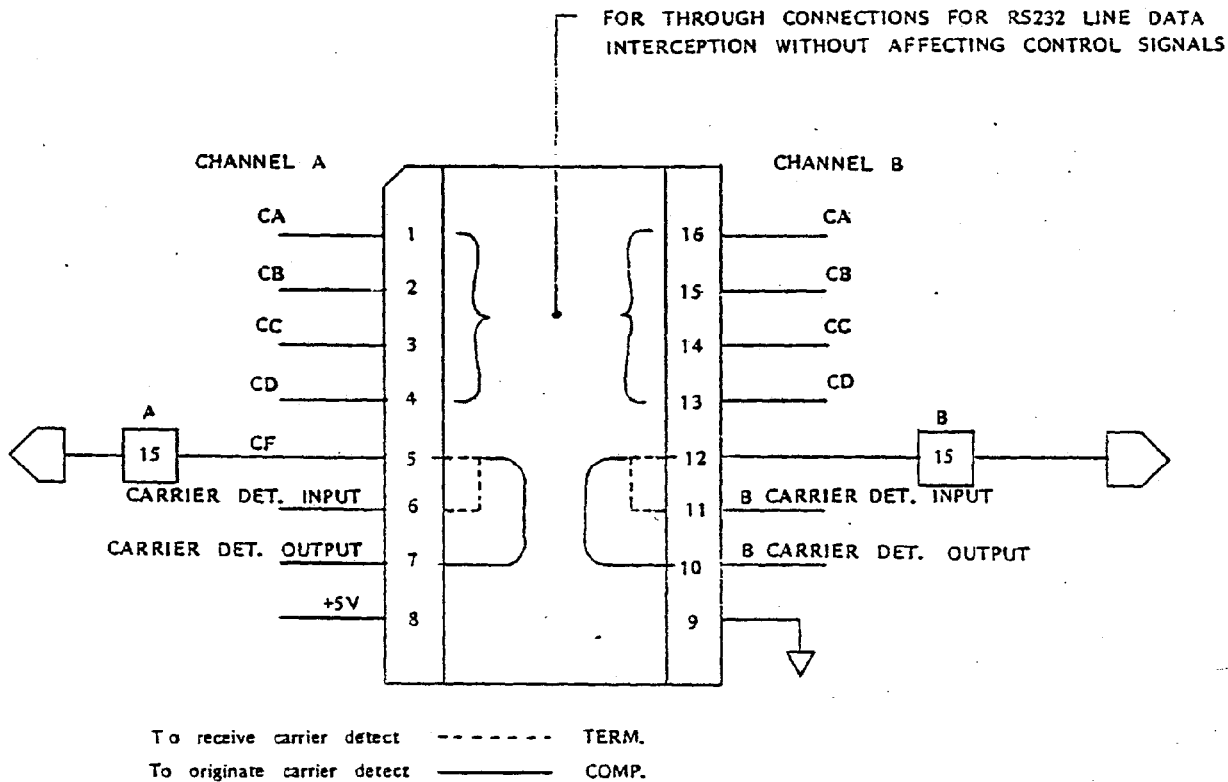 FOR THROUGH CONNECTIONS FOR RS232 LINE DATA
INTERCEPTION WITHOUT AFFECTING CONTROL SIGNALS
CHANNEL A
CHANNEL B
CA 1 16 CA
CB 2 15 CB
CC 3 14 CC
CD 4 13 CD
A
B
15 CF 5 12 15
CARRIER DET. INPUT 6 11 B CARRIER DET. INPUT
CARRIER DET. OUTPUT 7 10 B CARRIER DET. OUTPUT
+5V 8 9
To receive carrier detect TERM.
To originate carrier detect COMP.